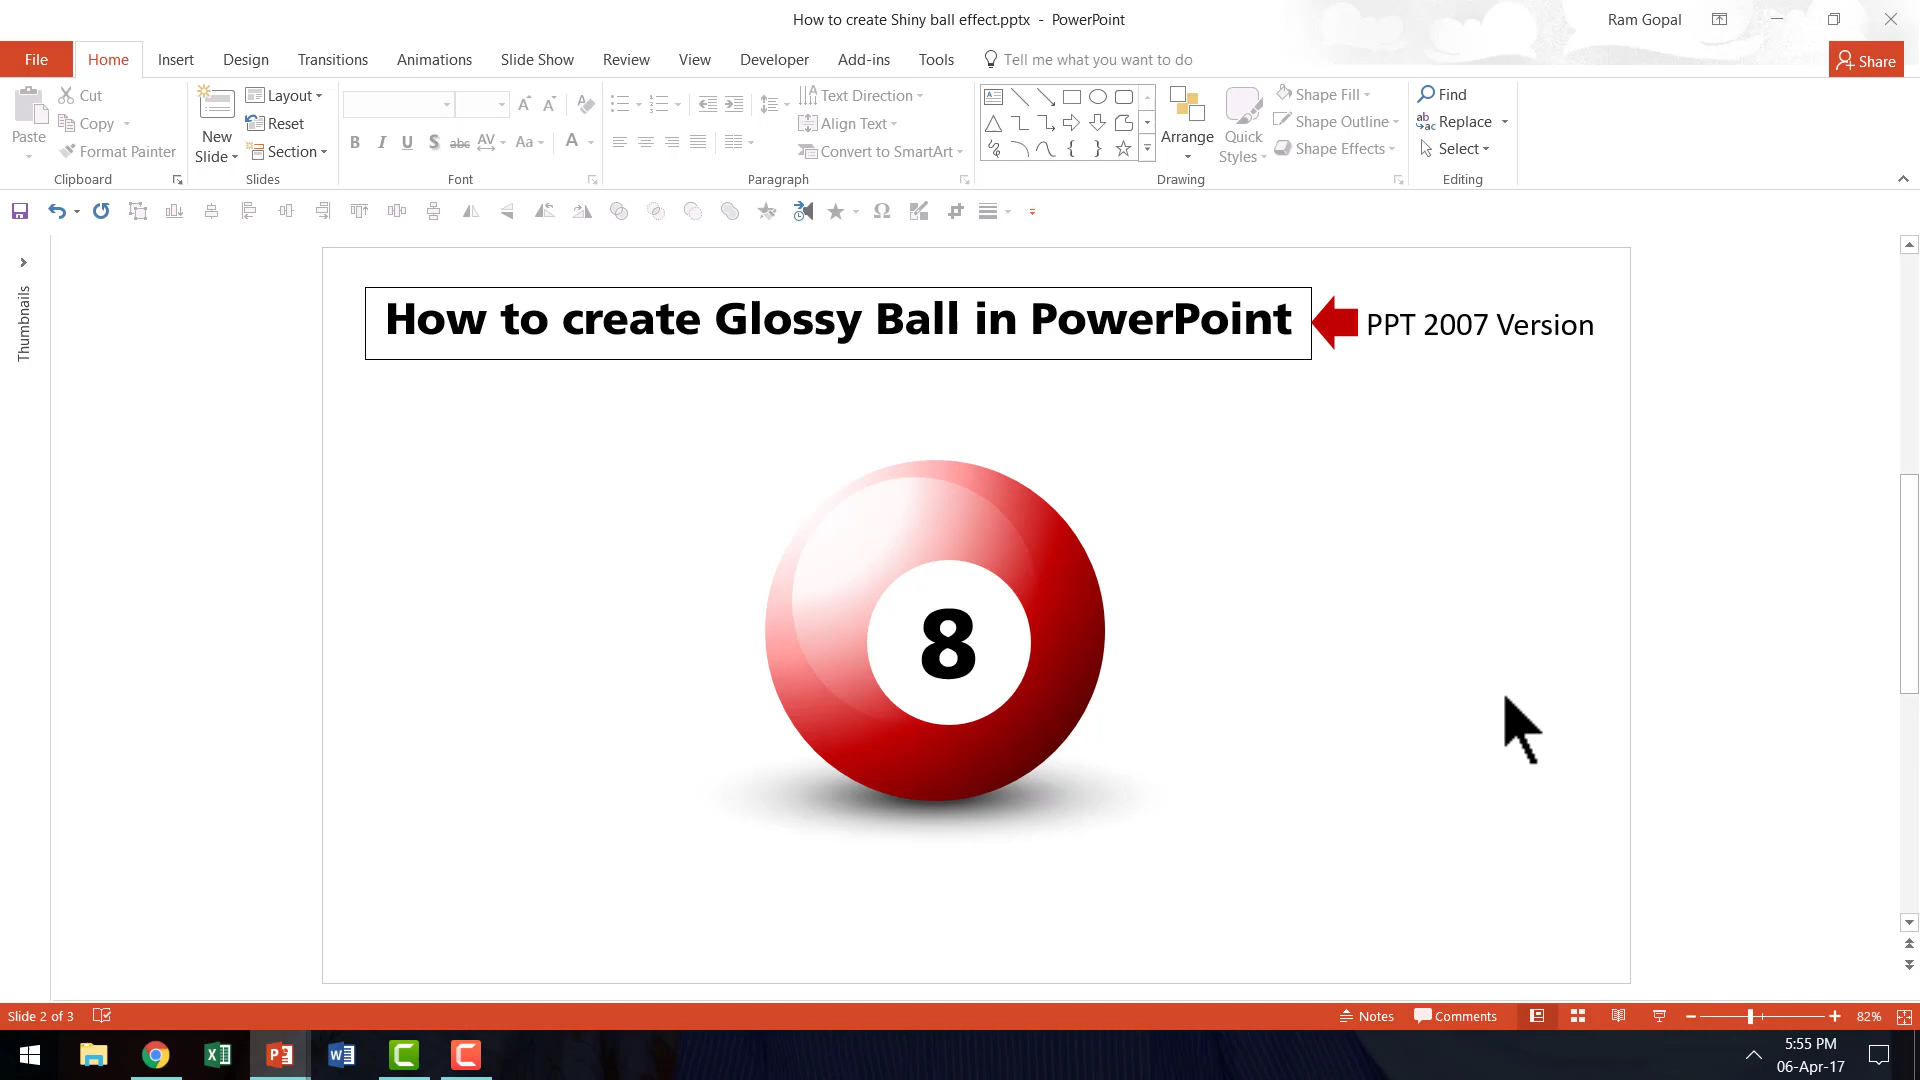 How to create Shiny ball effect.pptx - PowerPoint
Ram Gopal
File Home Insert Design Transitions Animations Slide Show Review View Developer Add-ins Tools Tell me what you want to do Share
Paste
Cut
Copy
Format Painter
Clipboard
New Slide
Layout
Reset
Section
Slides
B I U S abc AV Aa A
Font
Text Direction
Align Text
Convert to SmartArt
Paragraph
Arrange
Quick Styles
Shape Fill
Shape Outline
Shape Effects
Drawing
Find
Replace
Select
Editing
Thumbnails
How to create Glossy Ball in PowerPoint
PPT 2007 Version
8
Slide 2 of 3
Notes Comments 82%
5:55 PM
06-Apr-17